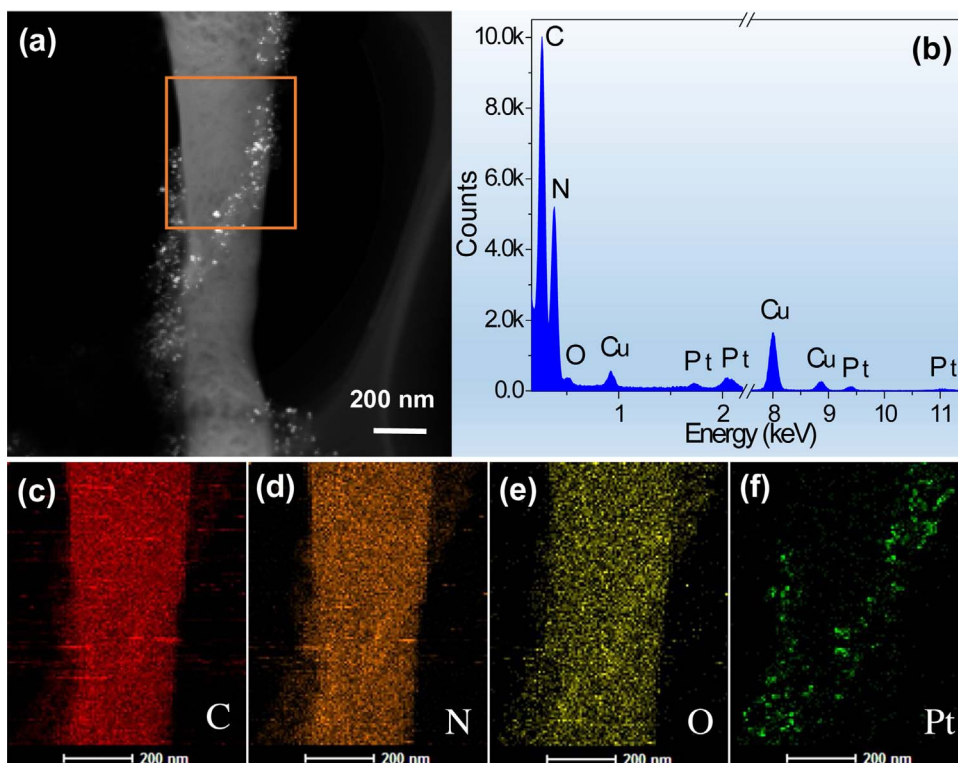 (a)
200 nm
(b)
10.0k
8.0k
6.0k
4.0k
2.0k
0.0
Counts
C
N
O
Cu
Pt
Pt
Cu
Cu
Pt
Pt
1
2
8
9
10
11
Energy (keV)
(c)
C
200 nm
(d)
N
200 nm
(e)
O
200 nm
(f)
Pt
200 nm